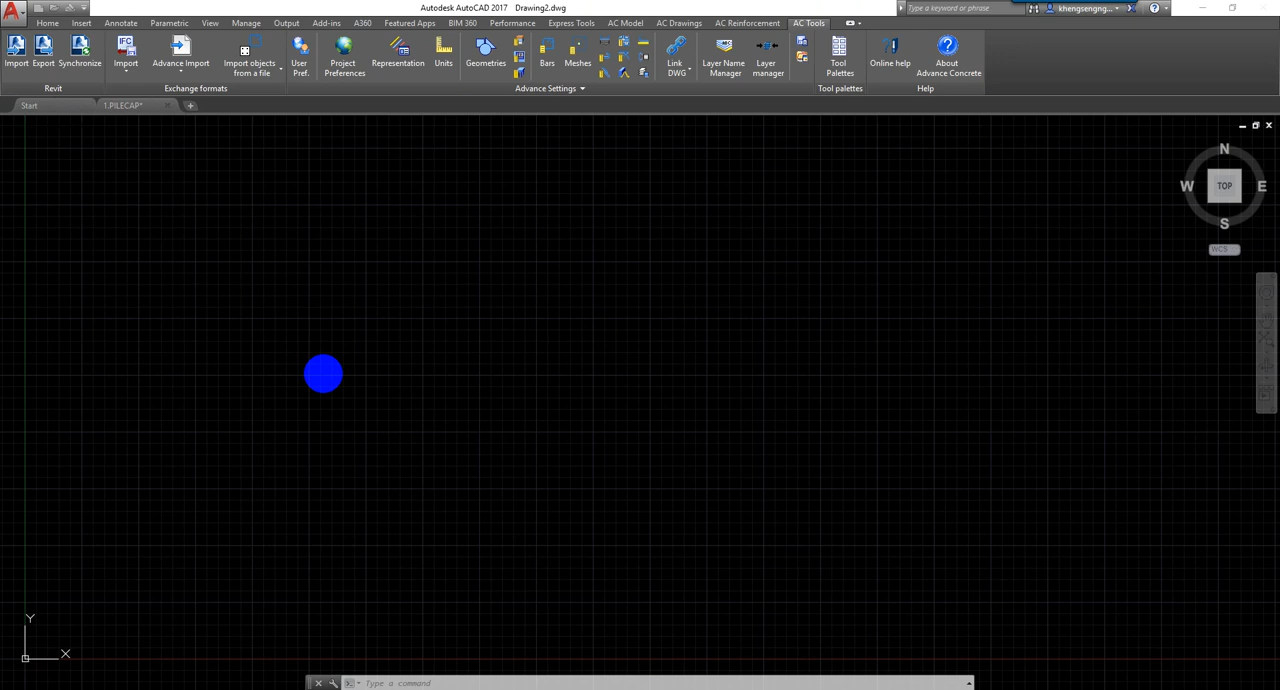 Autodesk AutoCAD 2017 Drawing2.dwg
Type a keyword or phrase
khengsengng...
Home Insert Annotate Parametric View Manage Output Add-ins A360 Featured Apps BIM 360 Performance Express Tools AC Model AC Drawings AC Reinforcement AC Tools
Import Export Synchronize
Import
Advance Import
Import objects
from a file
User
Pref.
Project
Preferences
Representation
Units
Geometries
Bars
Meshes
Link
DWG
Layer Name
Manager
Layer
manager
Tool
Palettes
Online help
About
Advance Concrete
Revit Exchange formats Advance Settings Tool palettes Help
Start 1.PILECAP*
N
W TOP E
S
WCS
Y
X
Type a command